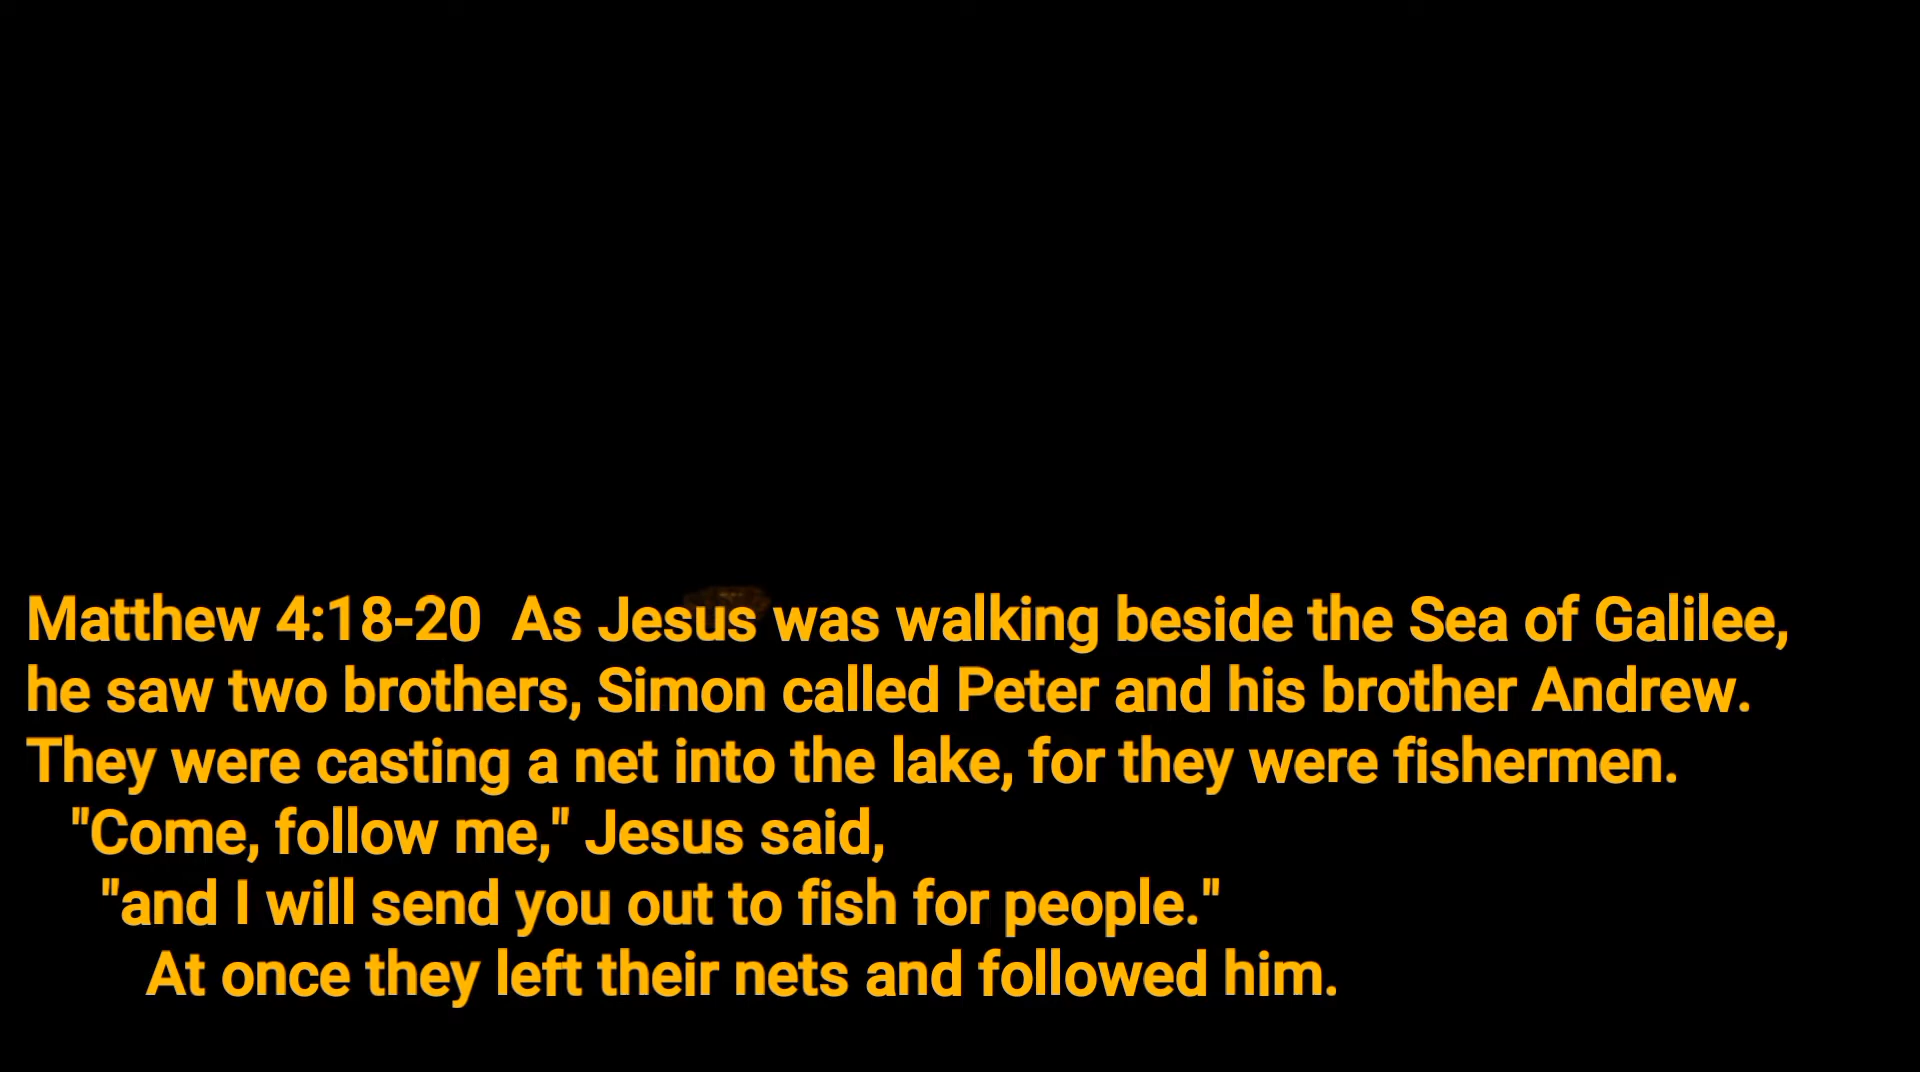 Matthew 4:18-20  As Jesus was walking beside the Sea of Galilee,
he saw two brothers, Simon called Peter and his brother Andrew.
They were casting a net into the lake, for they were fishermen.
"Come, follow me," Jesus said,
"and I will send you out to fish for people."
At once they left their nets and followed him.